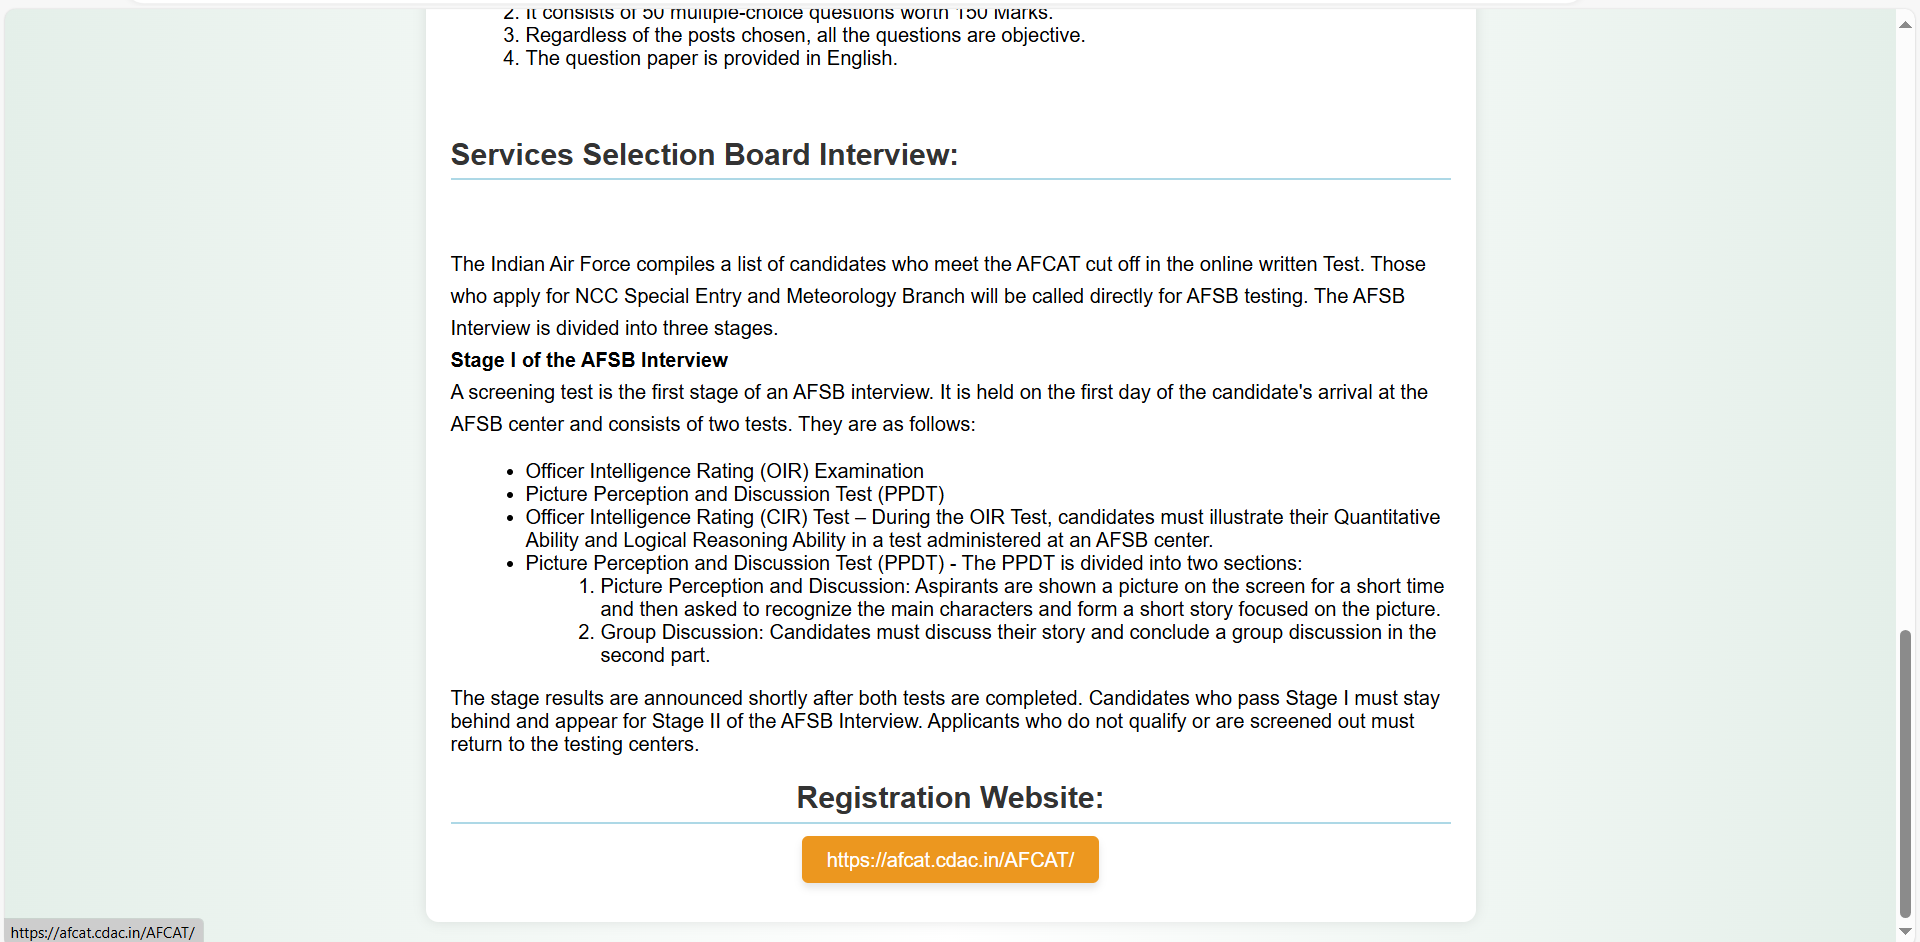 2. It consists of 50 multiple-choice questions worth 150 Marks.
3. Regardless of the posts chosen, all the questions are objective.
4. The question paper is provided in English.
Services Selection Board Interview:
The Indian Air Force compiles a list of candidates who meet the AFCAT cut off in the online written Test. Those
who apply for NCC Special Entry and Meteorology Branch will be called directly for AFSB testing. The AFSB
Interview is divided into three stages.
Stage I of the AFSB Interview
A screening test is the first stage of an AFSB interview. It is held on the first day of the candidate's arrival at the
AFSB center and consists of two tests. They are as follows:
• Officer Intelligence Rating (OIR) Examination
• Picture Perception and Discussion Test (PPDT)
• Officer Intelligence Rating (CIR) Test – During the OIR Test, candidates must illustrate their Quantitative
Ability and Logical Reasoning Ability in a test administered at an AFSB center.
• Picture Perception and Discussion Test (PPDT) - The PPDT is divided into two sections:
1. Picture Perception and Discussion: Aspirants are shown a picture on the screen for a short time
and then asked to recognize the main characters and form a short story focused on the picture.
2. Group Discussion: Candidates must discuss their story and conclude a group discussion in the
second part.
The stage results are announced shortly after both tests are completed. Candidates who pass Stage I must stay
behind and appear for Stage II of the AFSB Interview. Applicants who do not qualify or are screened out must
return to the testing centers.
Registration Website:
https://afcat.cdac.in/AFCAT/
https://afcat.cdac.in/AFCAT/